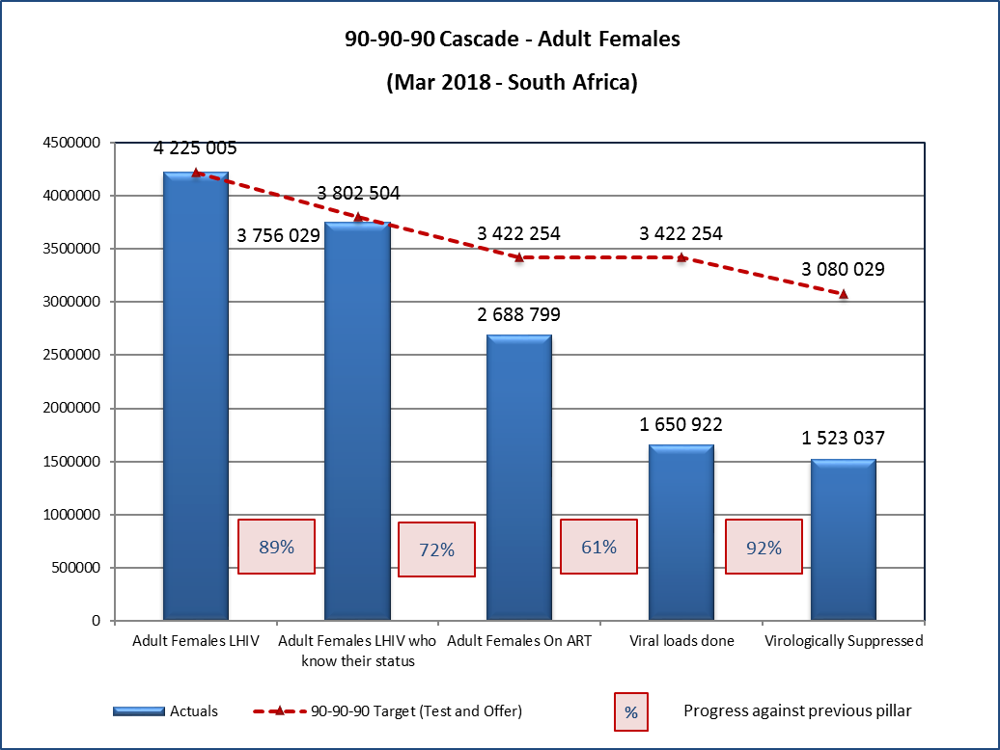 90-90-90 Cascade - Adult Females
(Mar 2018 - South Africa)
4500000
4000000
3500000
3000000
2500000
2000000
1500000
1000000
500000
0
4 225 005
3 802 504
3 756 029
3 422 254
3 422 254
3 080 029
2 688 799
1 650 922
1 523 037
89%
72%
61%
92%
Adult Females LHIV
Adult Females LHIV who
know their status
Adult Females On ART
Viral loads done
Virologically Suppressed
Actuals
90-90-90 Target (Test and Offer)
%
Progress against previous pillar